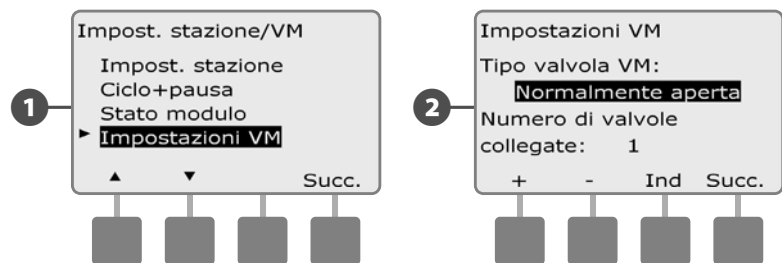 1
Impost. stazione/VM
Impost. stazione
Ciclo+pausa
Stato modulo
► Impostazioni VM
▲ ▼ Succ.
2
Impostazioni VM
Tipo valvola VM:
Normalmente aperta
Numero di valvole
collegate: 1
+ - Ind Succ.